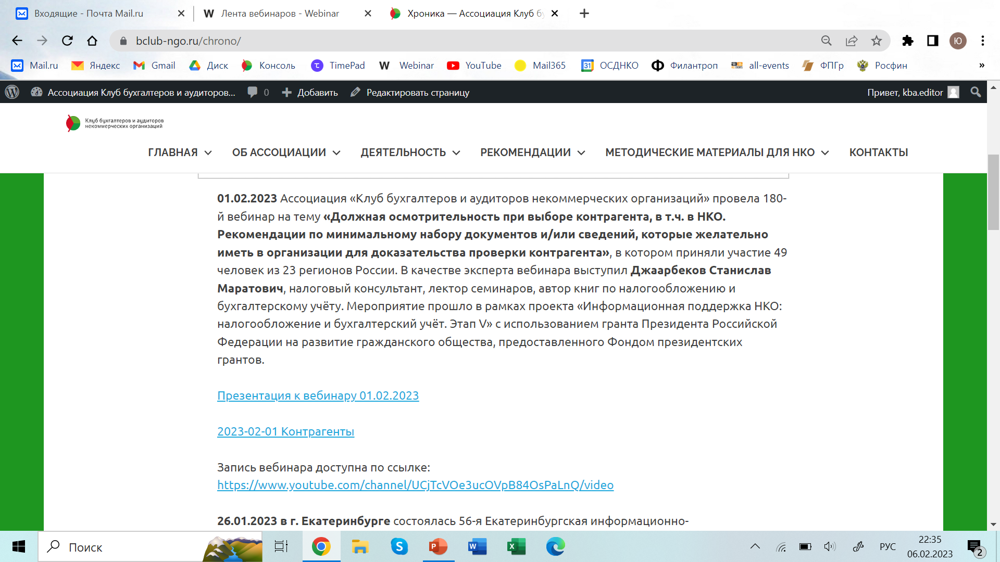 Входящие - Почта Mail.ru
Лента вебинаров - Webinar
Хроника — Ассоциация Клуб б
bclub-ngo.ru/chrono/
Ю
Mail.ru
Яндекс
Gmail
Диск
Консоль
TimePad
Webinar
YouTube
Mail365
31
ОСДНКО
Филантроп
all-events
ФПГр
Росфин
»
Ассоциация Клуб бухгалтеров и аудиторов...
0
Добавить
Редактировать страницу
Привет, kba.editor
Клуб бухгалтеров и аудиторов
некоммерческих организаций
ГЛАВНАЯ
ОБ АССОЦИАЦИИ
ДЕЯТЕЛЬНОСТЬ
РЕКОМЕНДАЦИИ
МЕТОДИЧЕСКИЕ МАТЕРИАЛЫ ДЛЯ НКО
КОНТАКТЫ
01.02.2023 Ассоциация «Клуб бухгалтеров и аудиторов некоммерческих организаций» провела 180-
й вебинар на тему «Должная осмотрительность при выборе контрагента, в т.ч. в НКО.
Рекомендации по минимальному набору документов и/или сведений, которые желательно
иметь в организации для доказательства проверки контрагента», в котором приняли участие 49
человек из 23 регионов России. В качестве эксперта вебинара выступил Джаарбеков Станислав
Маратович, налоговый консультант, лектор семинаров, автор книг по налогообложению и
бухгалтерскому учёту. Мероприятие прошло в рамках проекта «Информационная поддержка НКО:
налогообложение и бухгалтерский учёт. Этап V» с использованием гранта Президента Российской
Федерации на развитие гражданского общества, предоставленного Фондом президентских
грантов.
Презентация к вебинару 01.02.2023
2023-02-01 Контрагенты
Запись вебинара доступна по ссылке:
https://www.youtube.com/channel/UCjTcVOe3ucOVpB84OsPaLnQ/video
26.01.2023 в г. Екатеринбурге состоялась 56-я Екатеринбургская информационно-
Поиск
РУС
22:35
06.02.2023
2